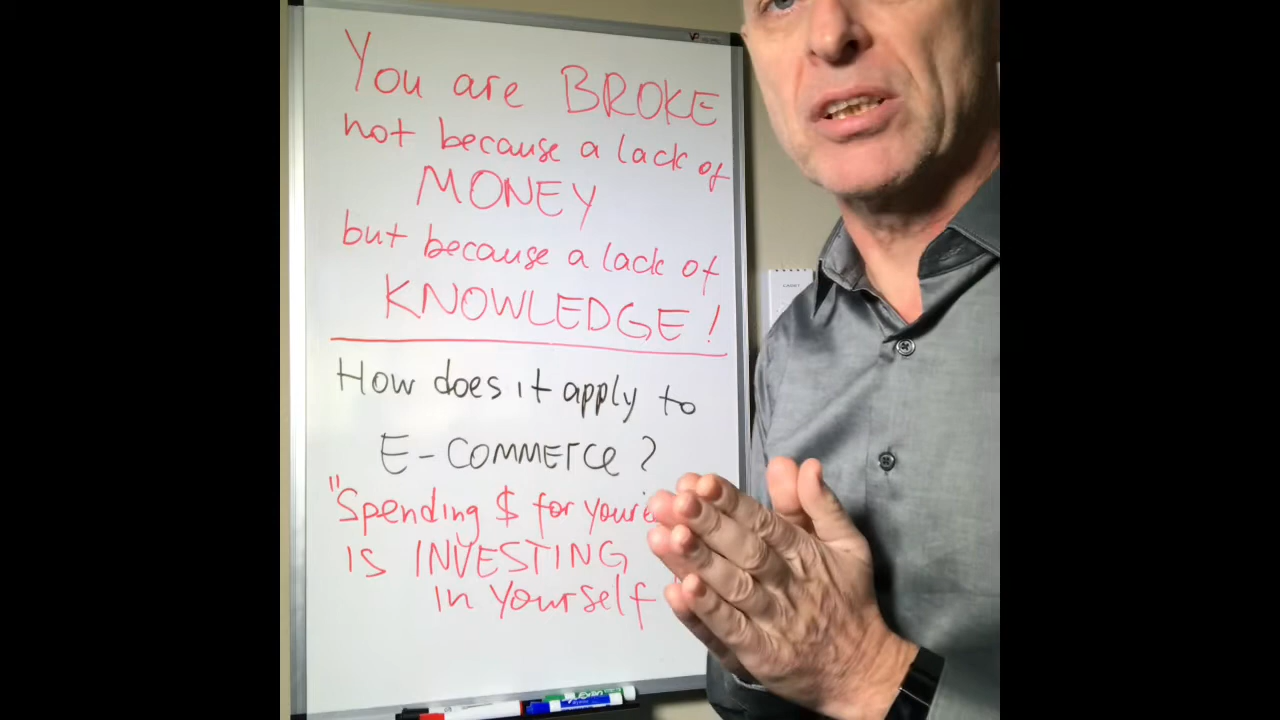 You are BROKE
not because a lack of
MONEY
but because a lack of
KNOWLEDGE!
How does it apply to
E-COMMERCE?
"Spending $ for
is INVESTING
in yourself